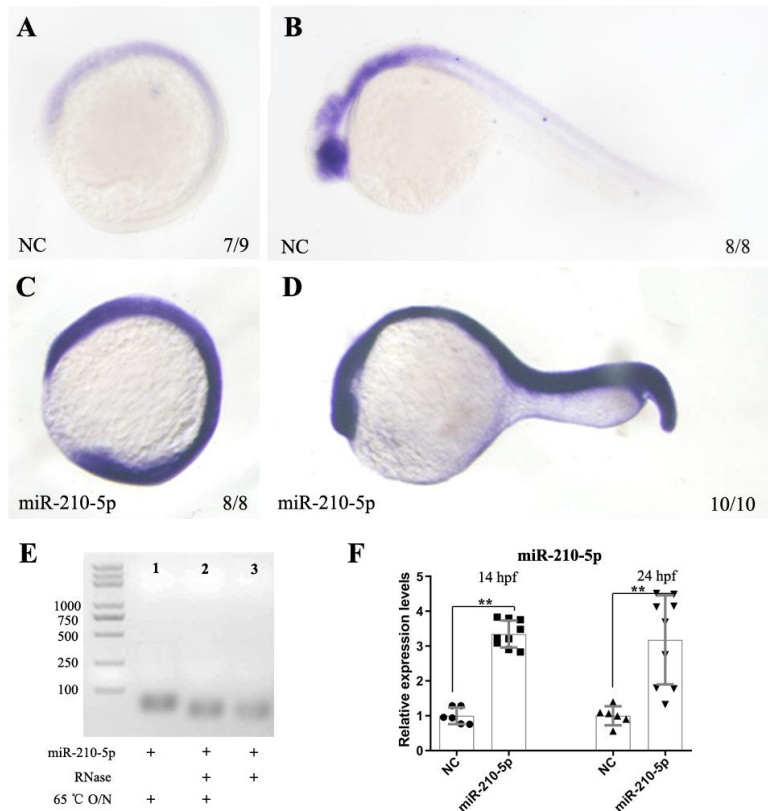 A
B
NC
7/9
NC
8/8
C
D
miR-210-5p
8/8
miR-210-5p
10/10
E
1
2
3
1000
750
500
250
100
miR-210-5p
+
+
+
RNase
+
+
65 ℃ O/N
+
+
F
miR-210-5p
14 hpf
24 hpf
**
**
Relative expression levels
5
4
3
2
1
0
NC
miR-210-5p
NC
miR-210-5p